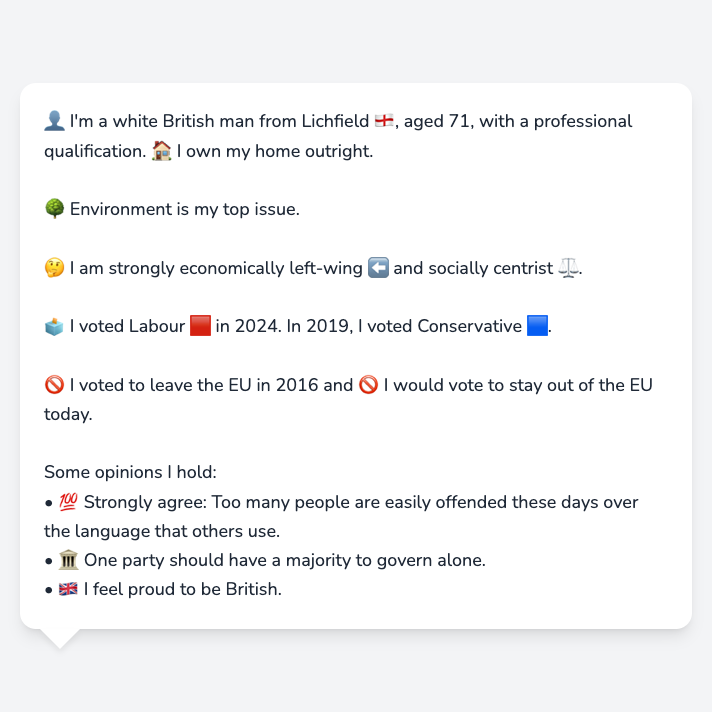 👤 I'm a white British man from Lichfield 🏴󠁧󠁢󠁥󠁮󠁧󠁿, aged 71, with a professional
qualification. 🏠 I own my home outright.
🌳 Environment is my top issue.
🤔 I am strongly economically left-wing ⬅️ and socially centrist ⚖️.
🗳️ I voted Labour 🟥 in 2024. In 2019, I voted Conservative 🟦.
🚫 I voted to leave the EU in 2016 and 🚫 I would vote to stay out of the EU
today.
Some opinions I hold:
• 💯 Strongly agree: Too many people are easily offended these days over
the language that others use.
• 🏛️ One party should have a majority to govern alone.
• 🇬🇧 I feel proud to be British.